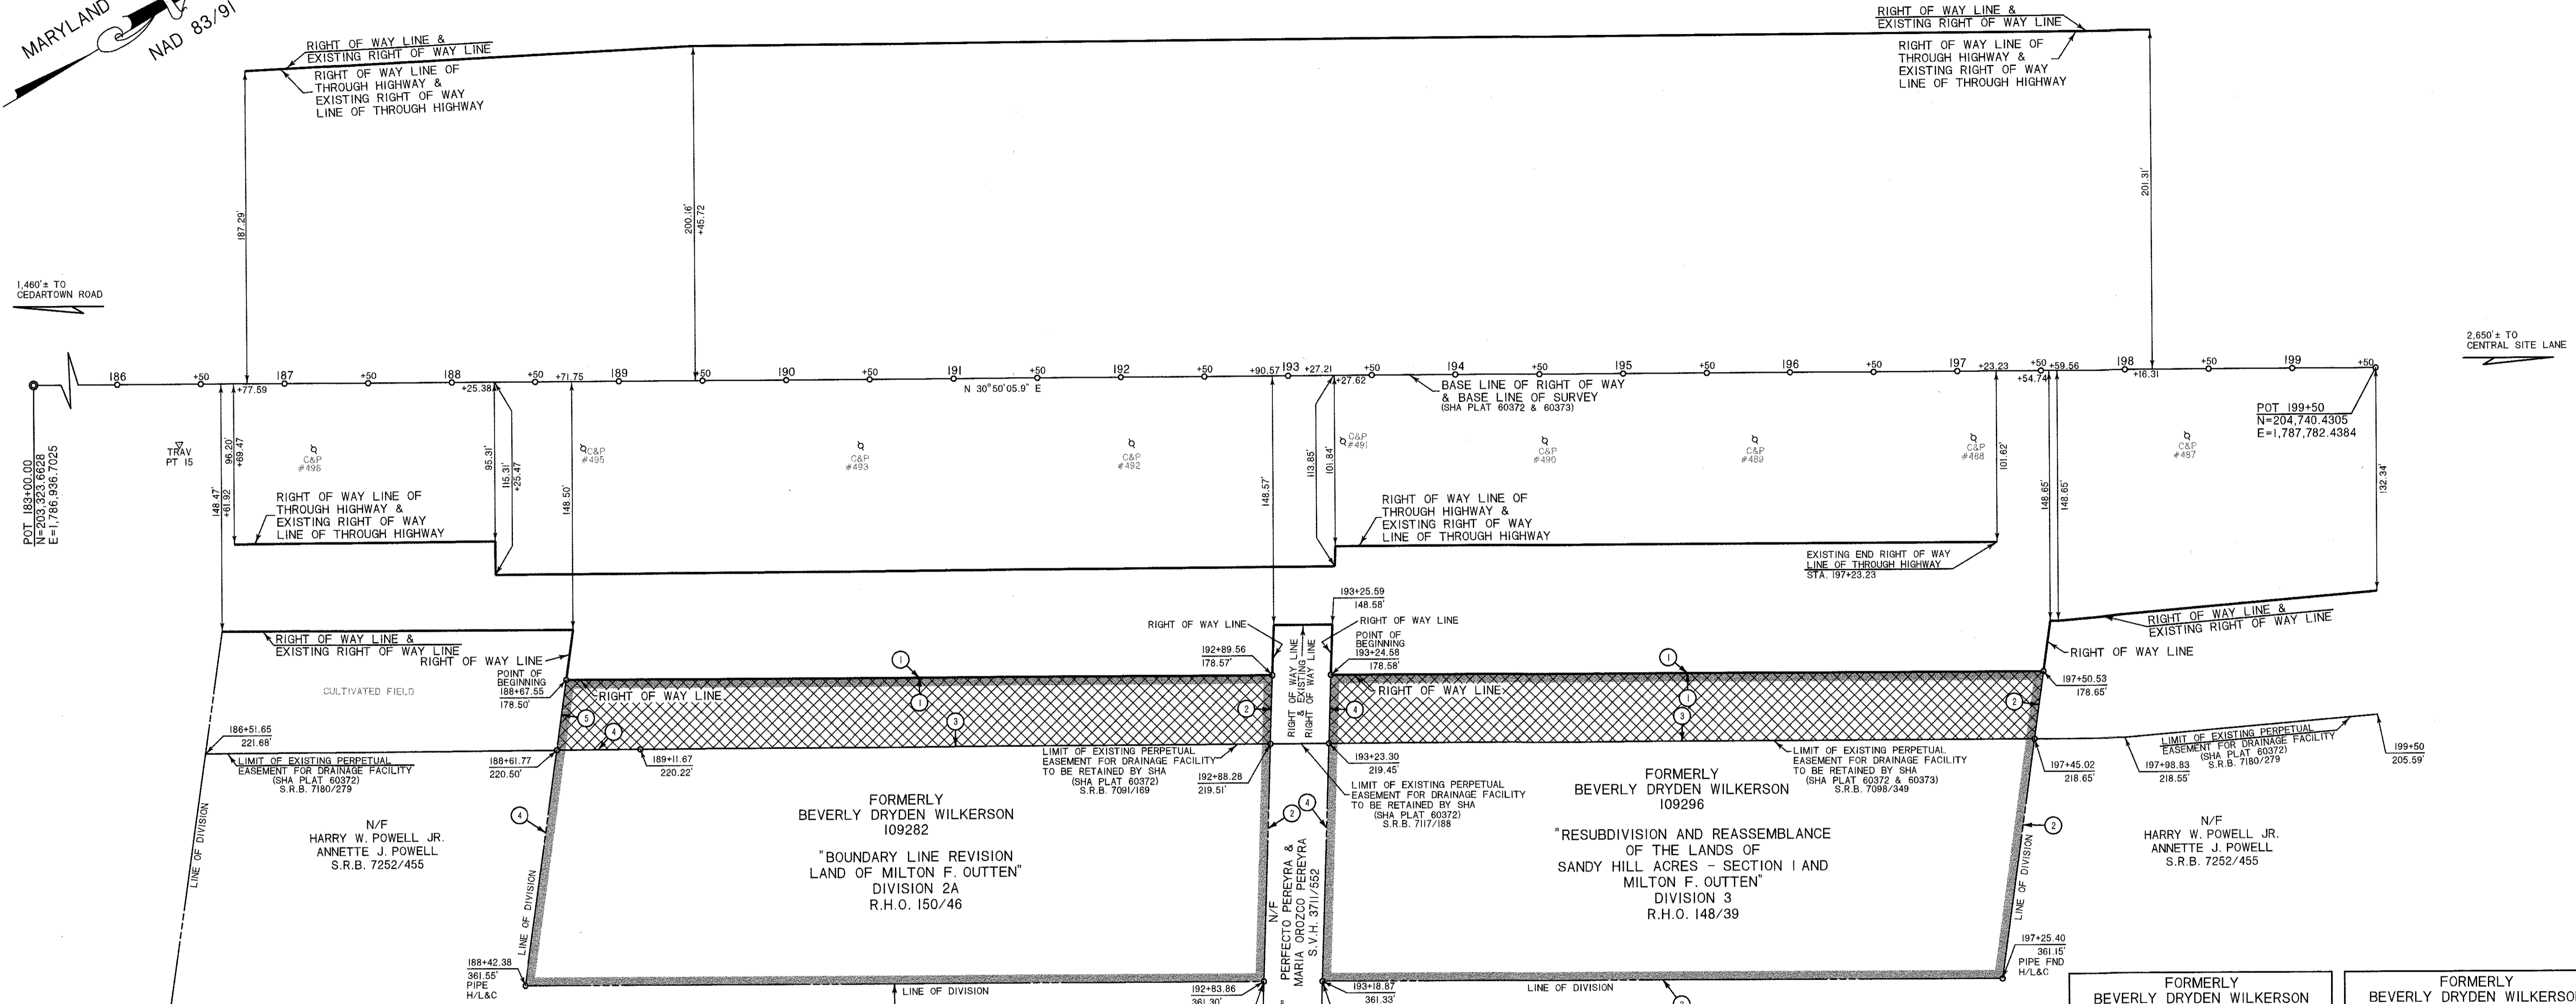 MARYLAND
NAD 83/91
RIGHT OF WAY LINE &
EXISTING RIGHT OF WAY LINE
RIGHT OF WAY LINE OF
THROUGH HIGHWAY &
EXISTING RIGHT OF WAY
LINE OF THROUGH HIGHWAY
RIGHT OF WAY LINE &
EXISTING RIGHT OF WAY LINE
RIGHT OF WAY LINE OF
THROUGH HIGHWAY &
EXISTING RIGHT OF WAY
LINE OF THROUGH HIGHWAY
187.29'
200.16'
+45.72
201.31'
1,460'± TO
CEDARTOWN ROAD
2,650'± TO
CENTRAL SITE LANE
186 +50 187 +50 188 +50 +71.75 189 +50 190 +50 191 +50 192 +50 +90.57 193 +27.21 +50 194 +50 195 +50 196 +50 197 +23.23 +50 +59.56 198 +50 199 +50
+77.59
+25.38
N 30°50'05.9" E
+27.62
+54.74
+16.31
BASE LINE OF RIGHT OF WAY
& BASE LINE OF SURVEY
(SHA PLAT 60372 & 60373)
POT 199+50
N=204,740.4305
E=1,787,782.4384
POT 183+00.00
N=203,323.6628
E=1,786,936.7025
TRAV
PT 15
C&P
#496
C&P
#495
C&P
#493
C&P
#492
C&P
#491
C&P
#490
C&P
#489
C&P
#488
C&P
#487
148.47'
+61.92
96.20'
+69.47
95.31'
115.31'
+25.47
148.50'
148.57'
113.85'
101.84'
101.62'
148.65'
148.65'
132.34'
RIGHT OF WAY LINE OF
THROUGH HIGHWAY &
EXISTING RIGHT OF WAY
LINE OF THROUGH HIGHWAY
RIGHT OF WAY LINE OF
THROUGH HIGHWAY &
EXISTING RIGHT OF WAY
LINE OF THROUGH HIGHWAY
EXISTING END RIGHT OF WAY
LINE OF THROUGH HIGHWAY
STA. 197+23.23
193+25.59
148.58'
RIGHT OF WAY LINE
RIGHT OF WAY LINE
RIGHT OF WAY LINE &
EXISTING RIGHT OF WAY LINE
RIGHT OF WAY LINE &
EXISTING RIGHT OF WAY LINE
RIGHT OF WAY LINE
RIGHT OF WAY LINE
POINT OF
BEGINNING
188+67.55
178.50'
192+89.56
178.57'
POINT OF
BEGINNING
193+24.58
178.58'
197+50.53
178.65'
CULTIVATED FIELD
RIGHT OF WAY LINE
RIGHT OF WAY LINE
RIGHT OF WAY LINE
& EXISTING
RIGHT OF WAY LINE
1
1
1
1
5
4
3
2
4
3
2
186+51.65
221.68'
LIMIT OF EXISTING PERPETUAL
EASEMENT FOR DRAINAGE FACILITY
(SHA PLAT 60372)
S.R.B. 7180/279
188+61.77
220.50'
189+11.67
220.22'
LIMIT OF EXISTING PERPETUAL
EASEMENT FOR DRAINAGE FACILITY
TO BE RETAINED BY SHA
(SHA PLAT 60372)
S.R.B. 7091/169
192+88.28
219.51'
193+23.30
219.45'
LIMIT OF EXISTING PERPETUAL
EASEMENT FOR DRAINAGE FACILITY
TO BE RETAINED BY SHA
(SHA PLAT 60372)
S.R.B. 7117/188
LIMIT OF EXISTING PERPETUAL
EASEMENT FOR DRAINAGE FACILITY
TO BE RETAINED BY SHA
(SHA PLAT 60372 & 60373)
S.R.B. 7098/349
197+45.02
218.65'
197+98.83
218.55'
LIMIT OF EXISTING PERPETUAL
EASEMENT FOR DRAINAGE FACILITY
(SHA PLAT 60372)
S.R.B. 7180/279
199+50
205.59'
LINE OF DIVISION
N/F
HARRY W. POWELL JR.
ANNETTE J. POWELL
S.R.B. 7252/455
4
LINE OF DIVISION
FORMERLY
BEVERLY DRYDEN WILKERSON
109282
"BOUNDARY LINE REVISION
LAND OF MILTON F. OUTTEN"
DIVISION 2A
R.H.O. 150/46
2
4
N/F
PERFECTO PEREYRA &
MARIA OROZCO PEREYRA
S.V.H. 3711/552
FORMERLY
BEVERLY DRYDEN WILKERSON
109296
"RESUBDIVISION AND REASSEMBLANCE
OF THE LANDS OF
SANDY HILL ACRES - SECTION I AND
MILTON F. OUTTEN"
DIVISION 3
R.H.O. 148/39
2
LINE OF DIVISION
N/F
HARRY W. POWELL JR.
ANNETTE J. POWELL
S.R.B. 7252/455
188+42.38
361.55'
PIPE
H/L&C
LINE OF DIVISION
192+83.86
361.30'
193+18.87
361.33'
LINE OF DIVISION
197+25.40
361.15'
PIPE FND
H/L&C
FORMERLY
BEVERLY DRYDEN WILKERSON
FORMERLY
BEVERLY DRYDEN WILKERSON